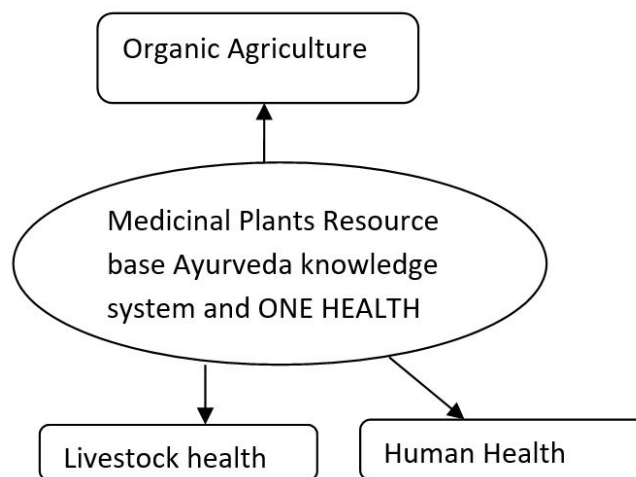 Organic Agriculture
Medicinal Plants Resource
base Ayurveda knowledge
system and ONE HEALTH
Livestock health
Human Health